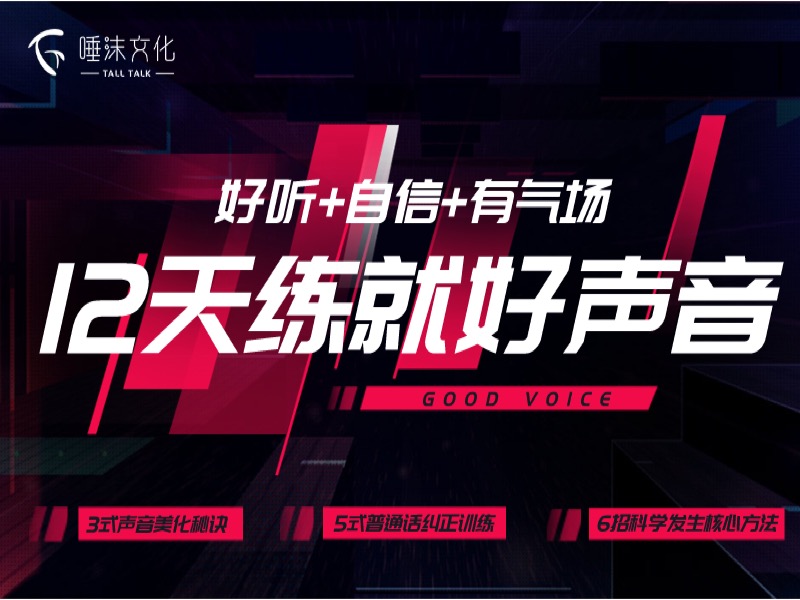 唾沫文化
TALL TALK
好听+自信+有气场
12天练就好声音
GOOD VOICE
3式声音美化秘诀
5式普通话纠正训练
6招科学发生核心方法